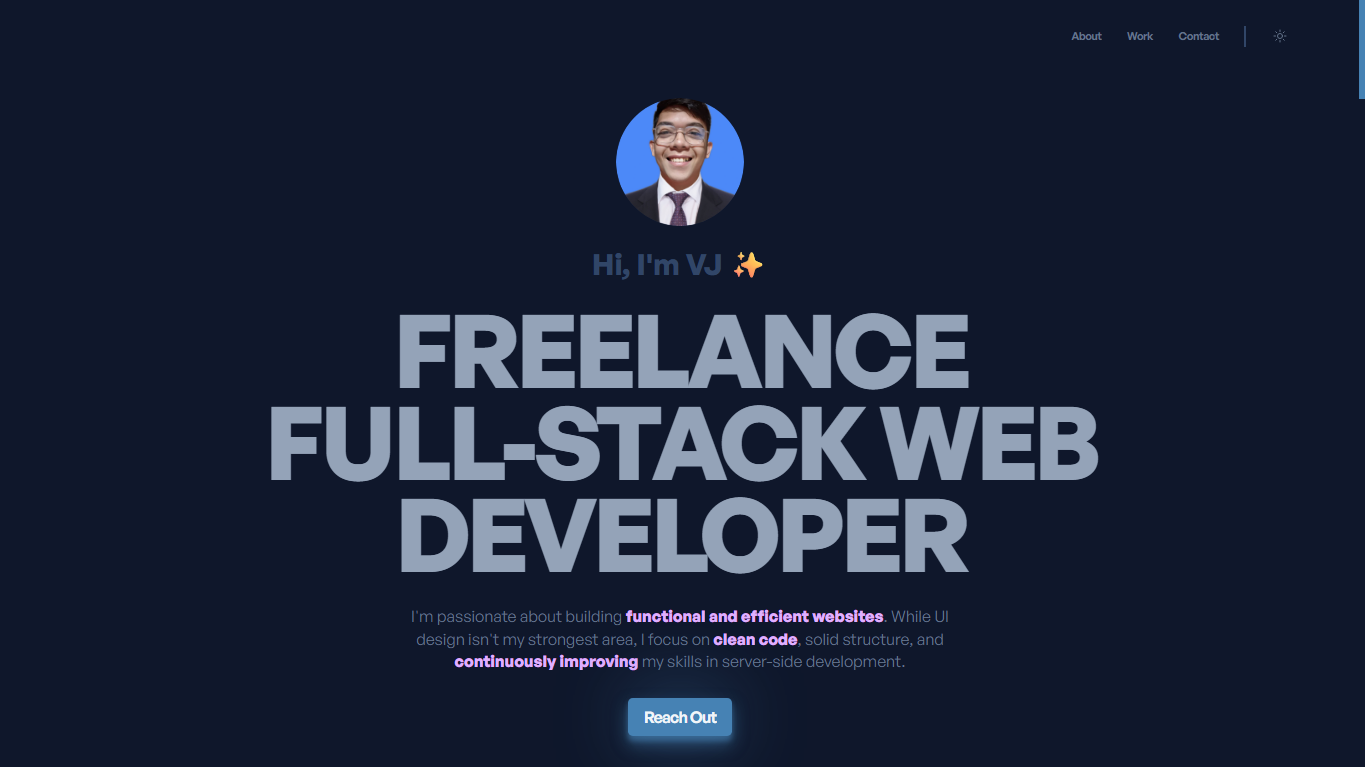 About Work Contact
Hi, I'm VJ ✨
FREELANCE
FULL-STACK WEB
DEVELOPER
I'm passionate about building functional and efficient websites. While UI
design isn't my strongest area, I focus on clean code, solid structure, and
continuously improving my skills in server-side development.
Reach Out